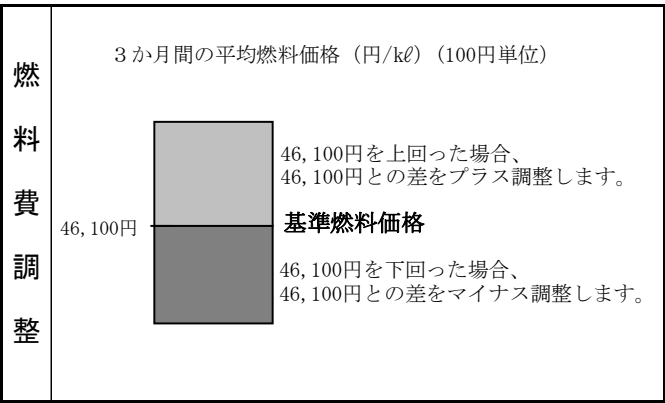 燃料費調整
3か月間の平均燃料価格（円/kℓ）(100円単位)
46,100円を上回った場合、
46,100円との差をプラス調整します。
46,100円
基準燃料価格
46,100円を下回った場合、
46,100円との差をマイナス調整します。